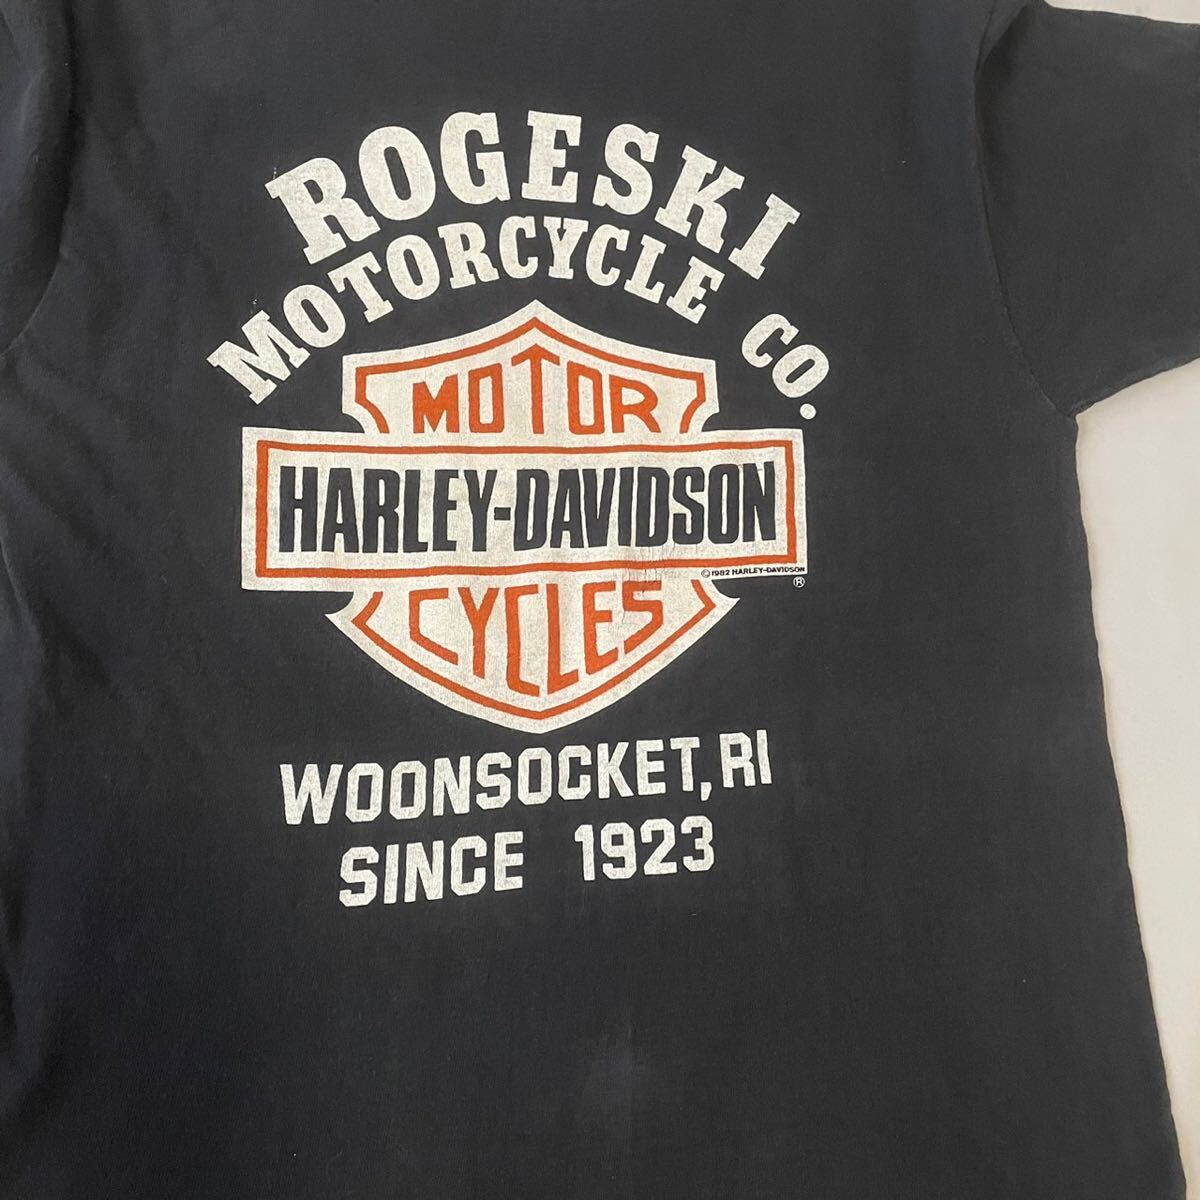 ROGESKI
MOTORCYCLE CO.
MOTOR
HARLEY-DAVIDSON
©1982 HARLEY-DAVIDSON
®
CYCLES
WOONSOCKET, RI
SINCE 1923